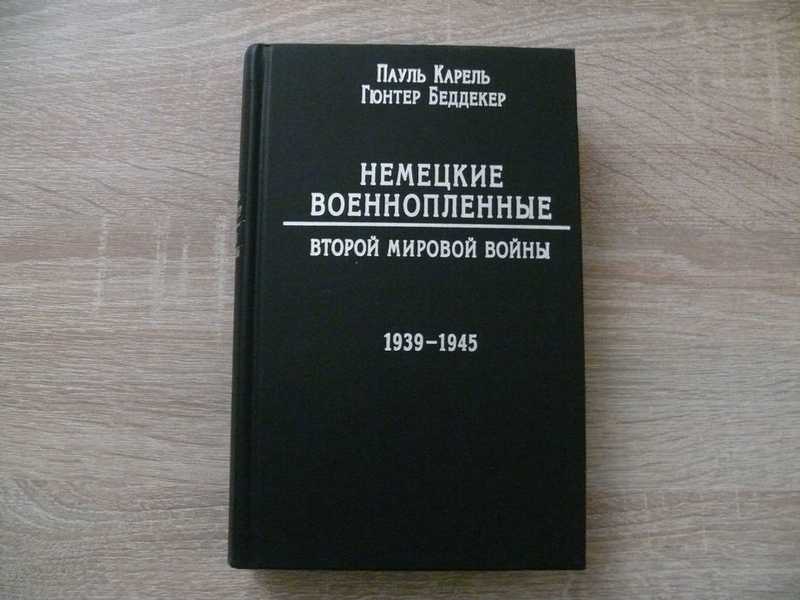 Пауль Карель
Гюнтер Беддекер
НЕМЕЦКИЕ
ВОЕННОПЛЕННЫЕ
ВТОРОЙ МИРОВОЙ ВОЙНЫ
1939–1945